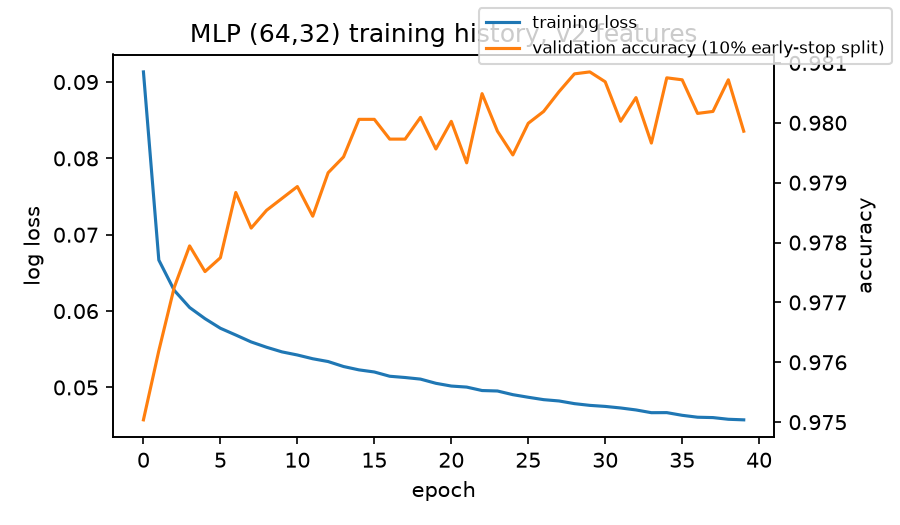 MLP (64,32) training history, v2 features
training loss
validation accuracy (10% early-stop split)
0.09
0.08
0.07
0.06
0.05
log loss
0.981
0.980
0.979
0.978
0.977
0.976
0.975
accuracy
0 5 10 15 20 25 30 35 40
epoch